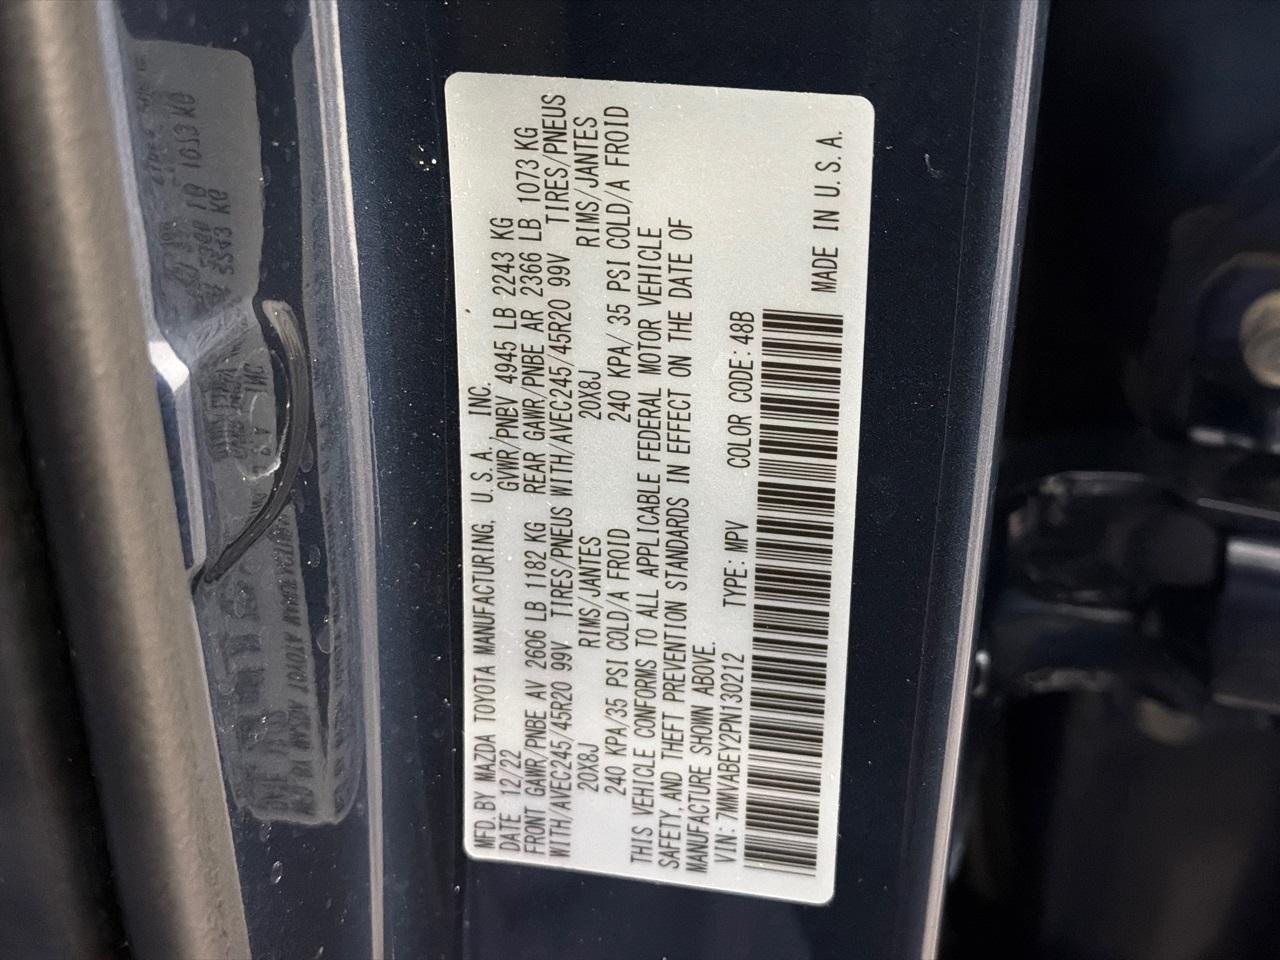 MFD. BY MAZDA TOYOTA MANUFACTURING, U.S.A., INC.
DATE 12/22 GVWR/PNBV 4945 LB 2243 KG
FRONT GAWR/PNBE AV 2606 LB 1182 KG REAR GAWR/PNBE AR 2366 LB 1073 KG
WITH/AVEC245/45R20 99V TIRES/PNEUS WITH/AVEC245/45R20 99V TIRES/PNEUS
20X8J RIMS/JANTES 20X8J RIMS/JANTES
240 KPA/35 PSI COLD/A FROID 240 KPA/ 35 PSI COLD/A FROID
THIS VEHICLE CONFORMS TO ALL APPLICABLE FEDERAL MOTOR VEHICLE
SAFETY, AND THEFT PREVENTION STANDARDS IN EFFECT ON THE DATE OF
MANUFACTURE SHOWN ABOVE.
VIN: 7MMVABEY2PN130212 TYPE: MPV COLOR CODE: 48B
MADE IN U.S.A.